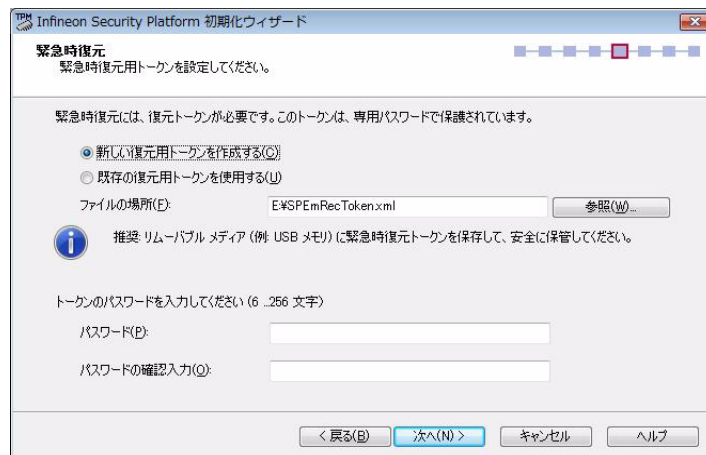 TPM
Infineon Security Platform 初期化ウィザード
緊急時復元
緊急時復元用トークンを設定してください。
緊急時復元には、復元トークンが必要です。このトークンは、専用パスワードで保護されています。
新しい復元用トークンを作成する(C)
既存の復元用トークンを使用する(U)
ファイルの場所(F): E:¥SPEmRecToken.xml 参照(W)...
推奨: リムーバブル メディア (例: USB メモリ) に緊急時復元トークンを保存して、安全に保管してください。
トークンのパスワードを入力してください (6 ..256 文字)
パスワード(P):
パスワードの確認入力(O):
< 戻る(B) 次へ(N) > キャンセル ヘルプ